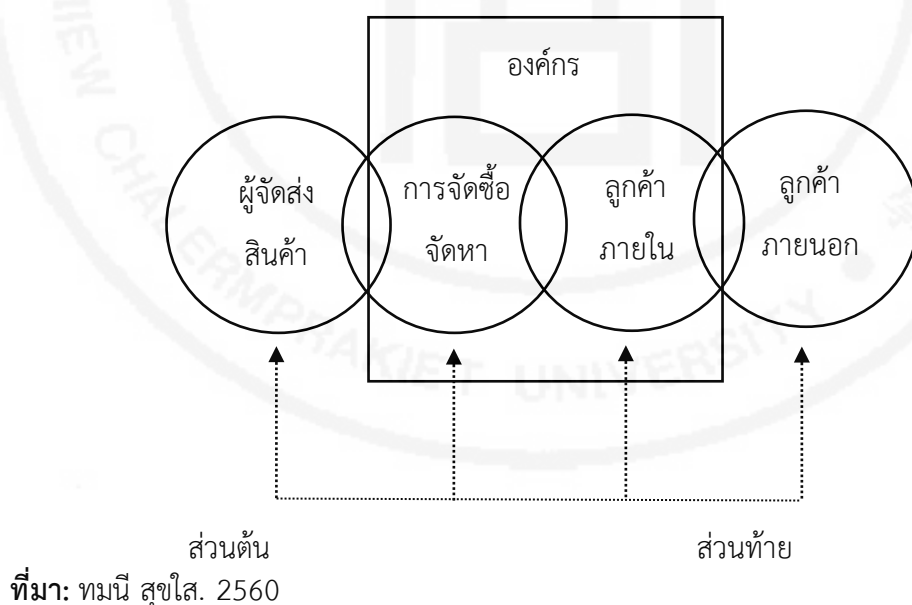 องค์กร
ผู้จัดส่ง
สินค้า
การจัดซื้อ
จัดหา
ลูกค้า
ภายใน
ลูกค้า
ภายนอก
ส่วนต้น ส่วนท้าย
ที่มา: ทมนี สุขใส. 2560
CHALERMPRAKIET UNIVERSITY